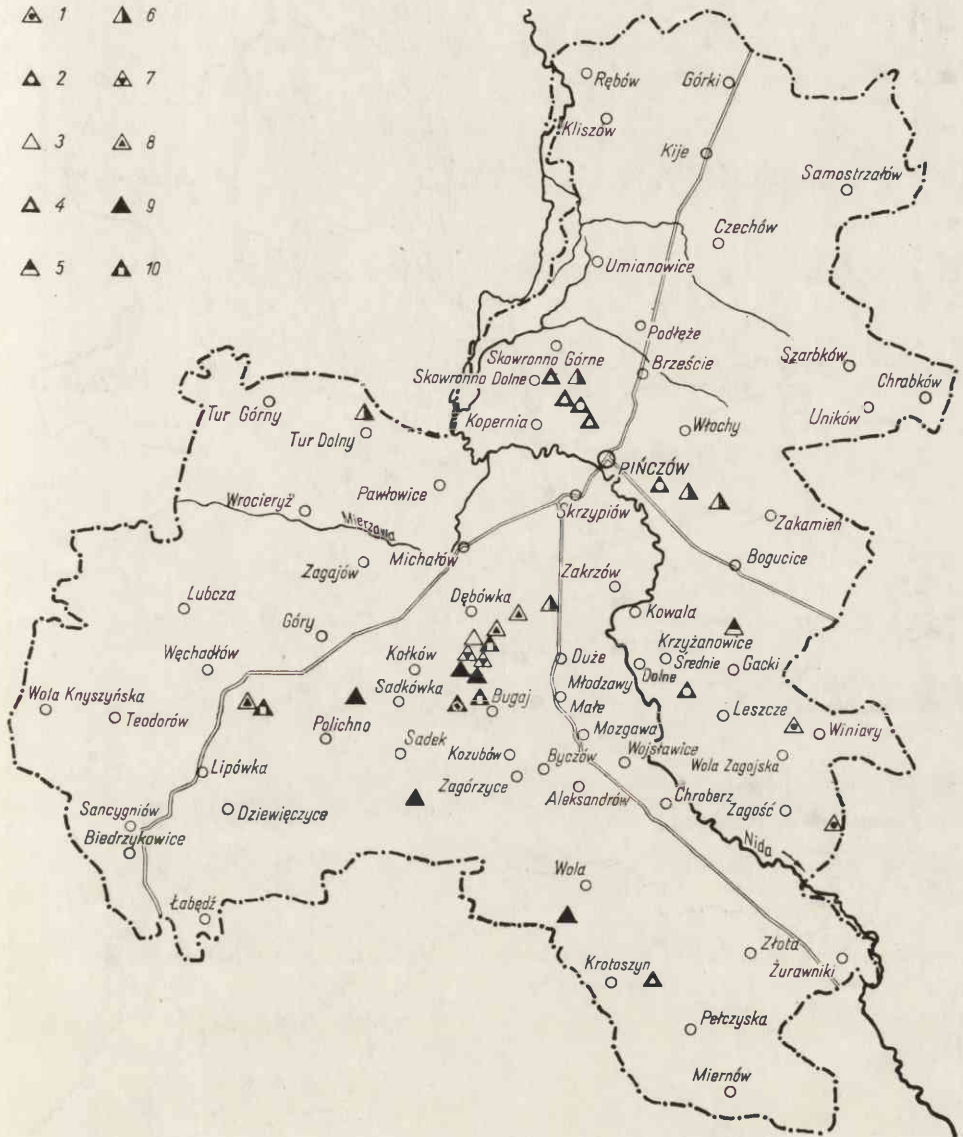 1 6
2 7
3 8
4 9
5 10
Rębów
Górki
Kliszów
Kije
Samostrzałów
Czechów
Umianowice
Podłęże
Szarbków
Skowronno Górne
Brzeście
Skowronno Dolne
Chrabków
Tur Górny
Uników
Kopernia
Włochy
Tur Dolny
PIŃCZÓW
Pawłowice
Skrzypiów
Wrocieryż
Zakamień
Mierzawa
Michałów
Bogucice
Zagajów
Zakrzów
Lubcza
Dębówka
Kowala
Góry
Krzyżanowice
Węchadłów
Kołków
Duże
Dolne
Średnie
Gacki
Wola Knyszyńska
Sadkówka
Młodzawy
Teodorów
Bugaj
Małe
Leszcze
Polichno
Mozgawa
Winiary
Sadek
Kozubów
Byczów
Wojsławice
Wola Zagojska
Lipówka
Zagórzyce
Aleksandrów
Chroberz
Zagość
Sancygniów
Dziewięczyce
Biedrzykowice
Nida
Wola
Łabędź
Złota
Żurawniki
Krotoszyn
Pełczyska
Miernów